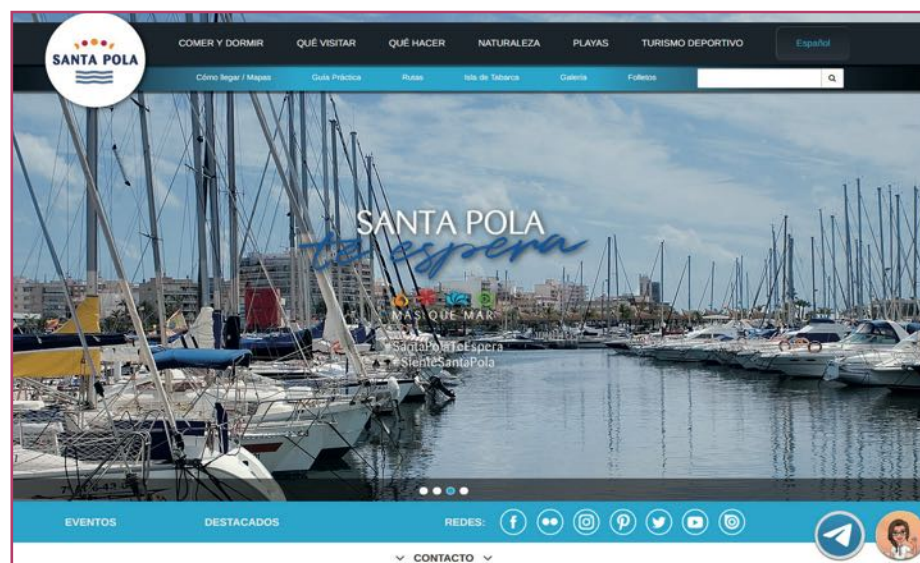 SANTA POLA
COMER Y DORMIR QUÉ VISITAR QUÉ HACER NATURALEZA PLAYAS TURISMO DEPORTIVO Español
Cómo llegar / Mapas Guía Práctica Rutas Isla de Tabarca Galería Folletos
SANTA POLA
te espera
MÁS QUE MAR
#SantaPolaTeEspera
#SienteSantaPola
EVENTOS DESTACADOS REDES:
CONTACTO